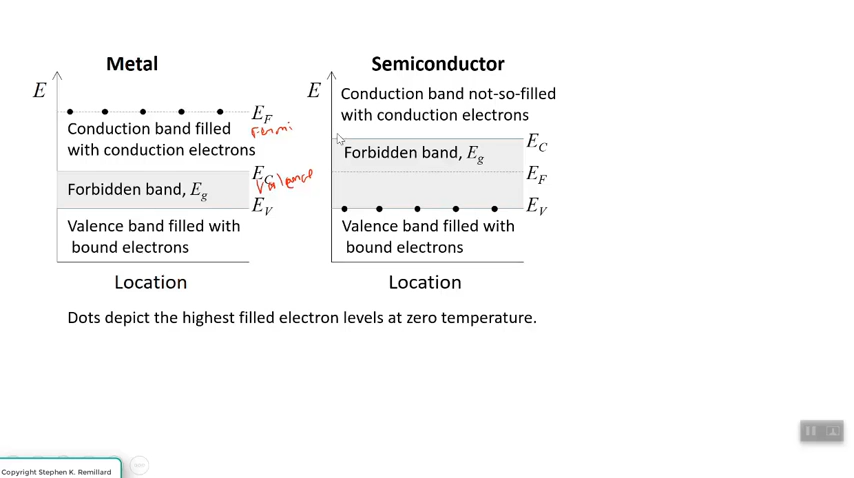 Metal
E
E_F
Fermi
Conduction band filled
with conduction electrons
E_C
Valence
Forbidden band, E_g
E_V
Valence band filled with
bound electrons
Location
Semiconductor
E
Conduction band not-so-filled
with conduction electrons
E_C
Forbidden band, E_g
E_F
E_V
Valence band filled with
bound electrons
Location
Dots depict the highest filled electron levels at zero temperature.
Copyright Stephen K. Remillard